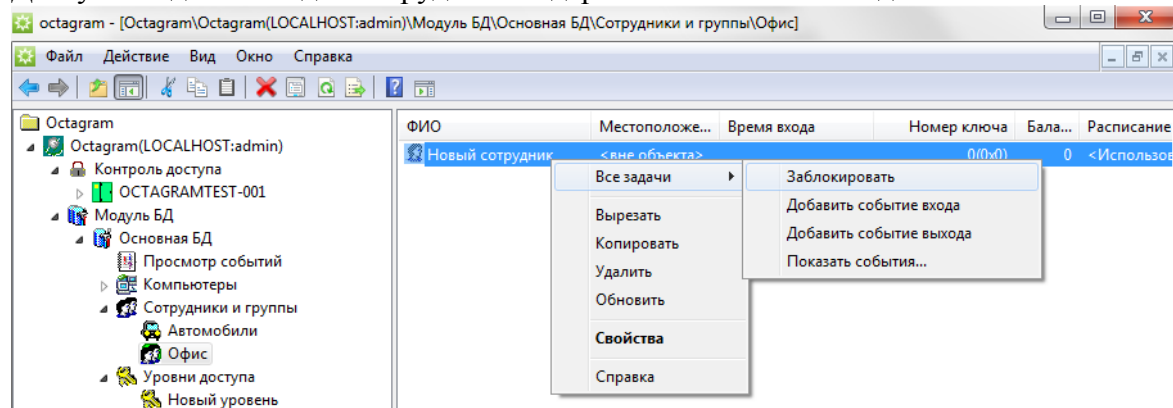 octagram - [Octagram\Octagram(LOCALHOST:admin)\Модуль БД\Основная БД\Сотрудники и группы\Офис]
Файл Действие Вид Окно Справка
Octagram
Octagram(LOCALHOST:admin)
Контроль доступа
OCTAGRAMTEST-001
Модуль БД
Основная БД
Просмотр событий
Компьютеры
Сотрудники и группы
Автомобили
Офис
Уровни доступа
Новый уровень
ФИО Местоположе... Время входа Номер ключа Бала... Расписание
Новый сотрудник <вне объекта> 0(0x0) 0 <Использов
Все задачи
Вырезать
Копировать
Удалить
Обновить
Свойства
Справка
Заблокировать
Добавить событие входа
Добавить событие выхода
Показать события...